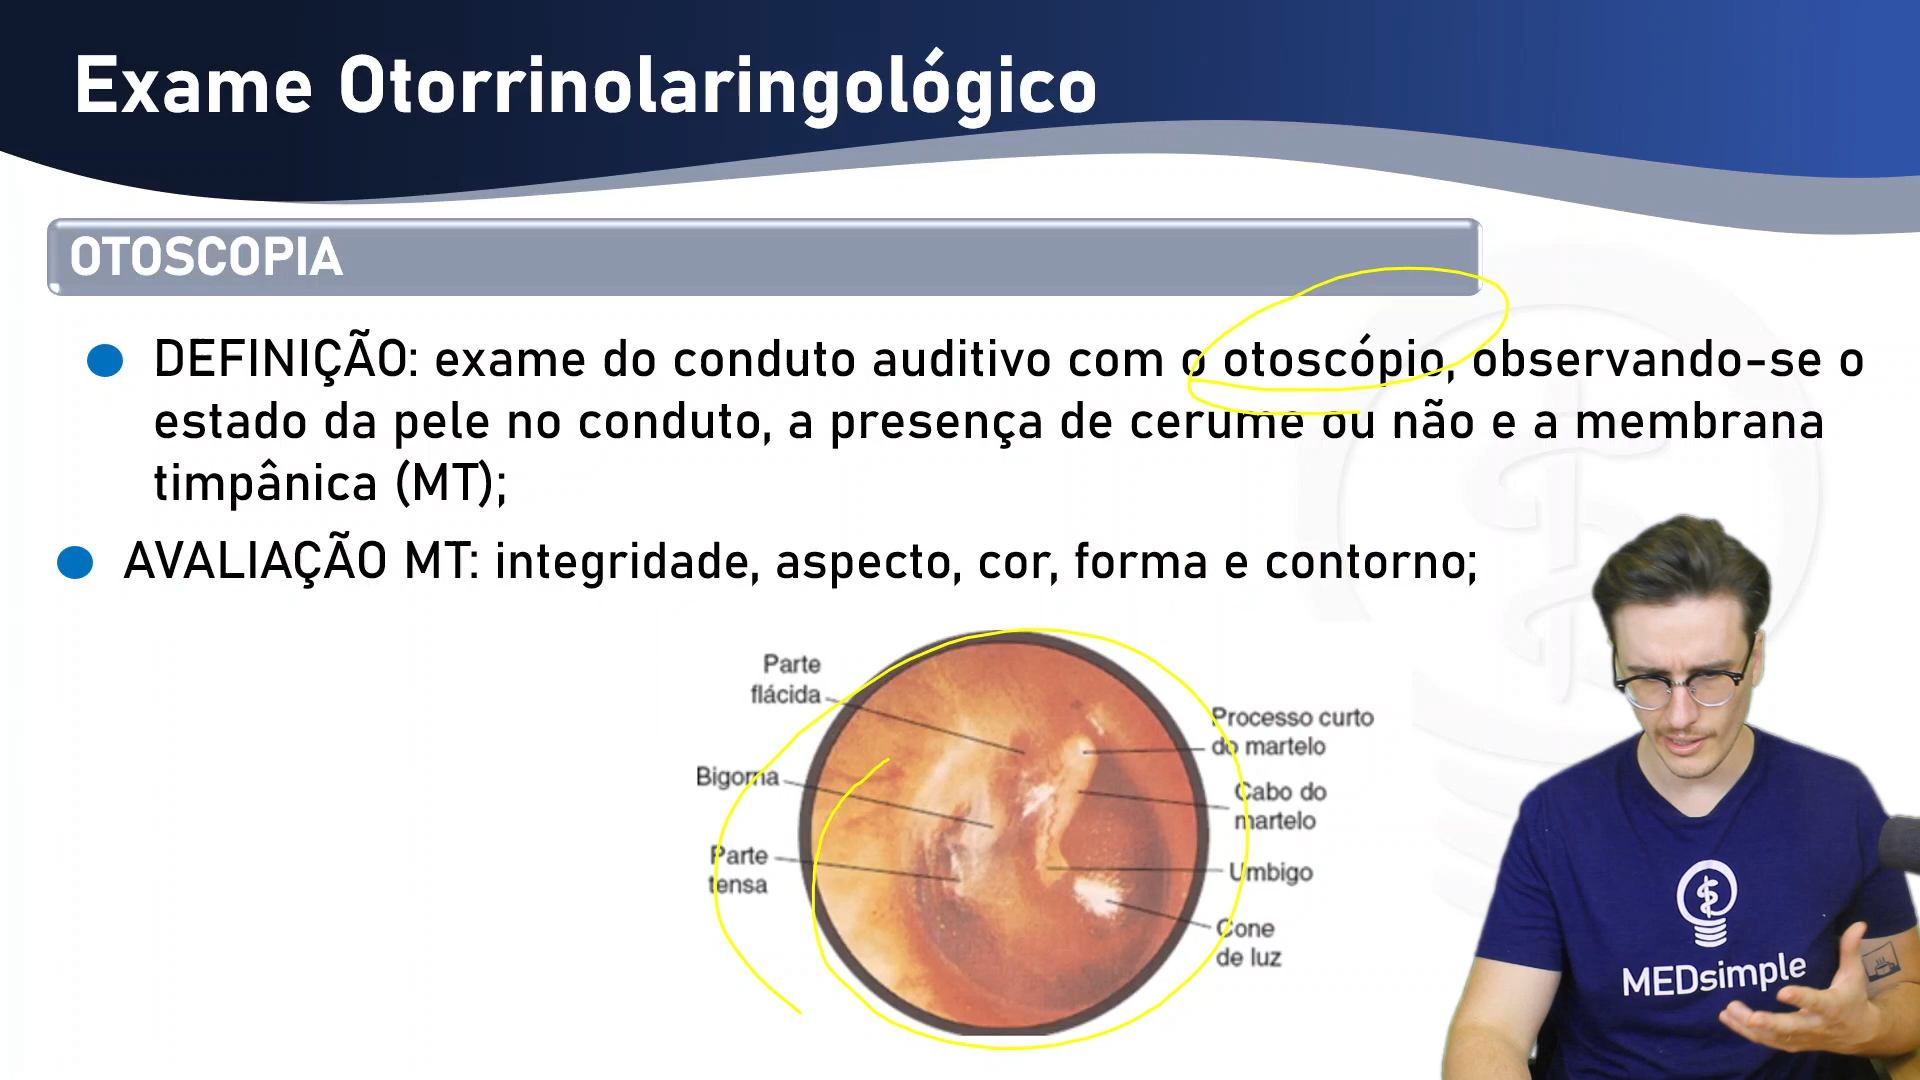 Exame Otorrinolaringológico
OTOSCOPIA
DEFINIÇÃO: exame do conduto auditivo com o otoscópio, observando-se o
estado da pele no conduto, a presença de cerume ou não e a membrana
timpânica (MT);
AVALIAÇÃO MT: integridade, aspecto, cor, forma e contorno;
Parte
flácida
Bigorna
Parte
tensa
Processo curto
do martelo
Cabo do
martelo
Umbigo
Cone
de luz
MEDsimple